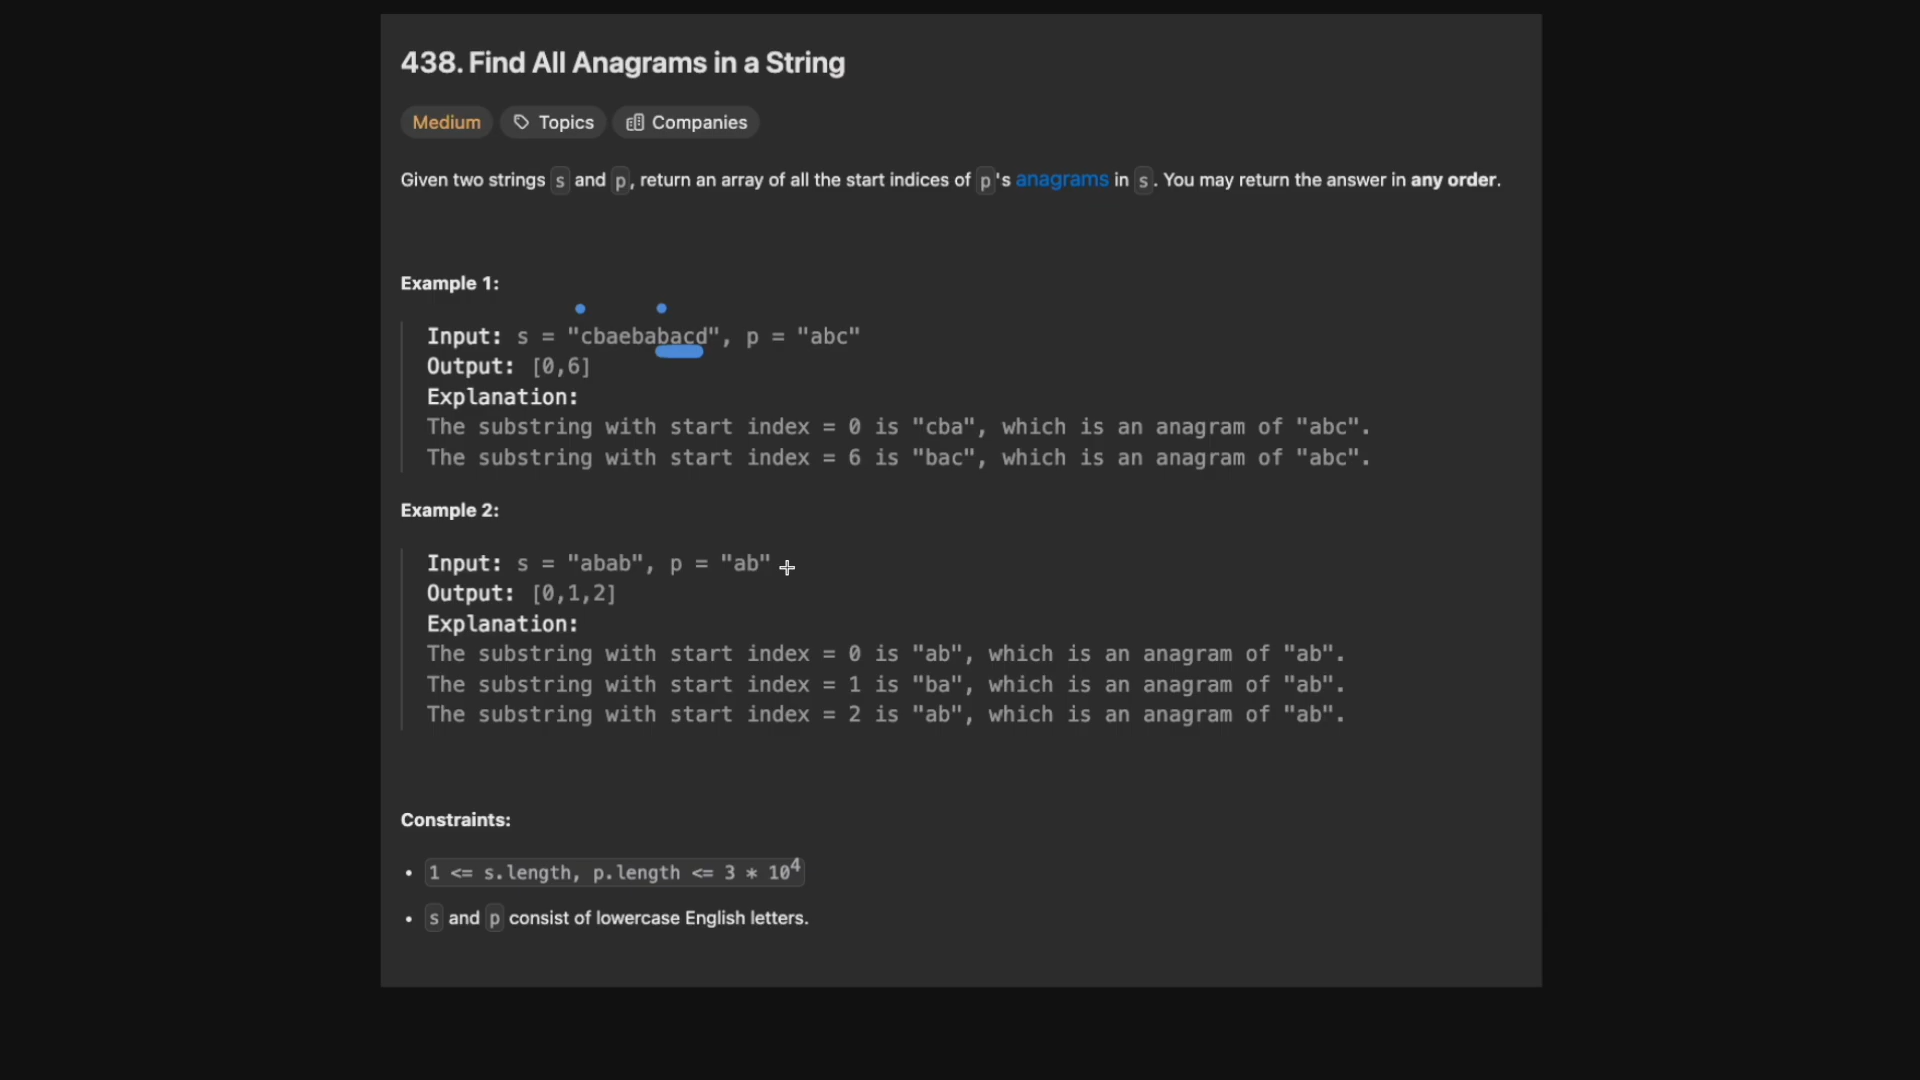 438. Find All Anagrams in a String
Medium Topics Companies
Given two strings s and p, return an array of all the start indices of p's anagrams in s. You may return the answer in any order.
Example 1:
Input: s = "cbaebabacd", p = "abc"
Output: [0,6]
Explanation:
The substring with start index = 0 is "cba", which is an anagram of "abc".
The substring with start index = 6 is "bac", which is an anagram of "abc".
Example 2:
Input: s = "abab", p = "ab"
Output: [0,1,2]
Explanation:
The substring with start index = 0 is "ab", which is an anagram of "ab".
The substring with start index = 1 is "ba", which is an anagram of "ab".
The substring with start index = 2 is "ab", which is an anagram of "ab".
Constraints:
• 1 <= s.length, p.length <= 3 * 10⁴
• s and p consist of lowercase English letters.